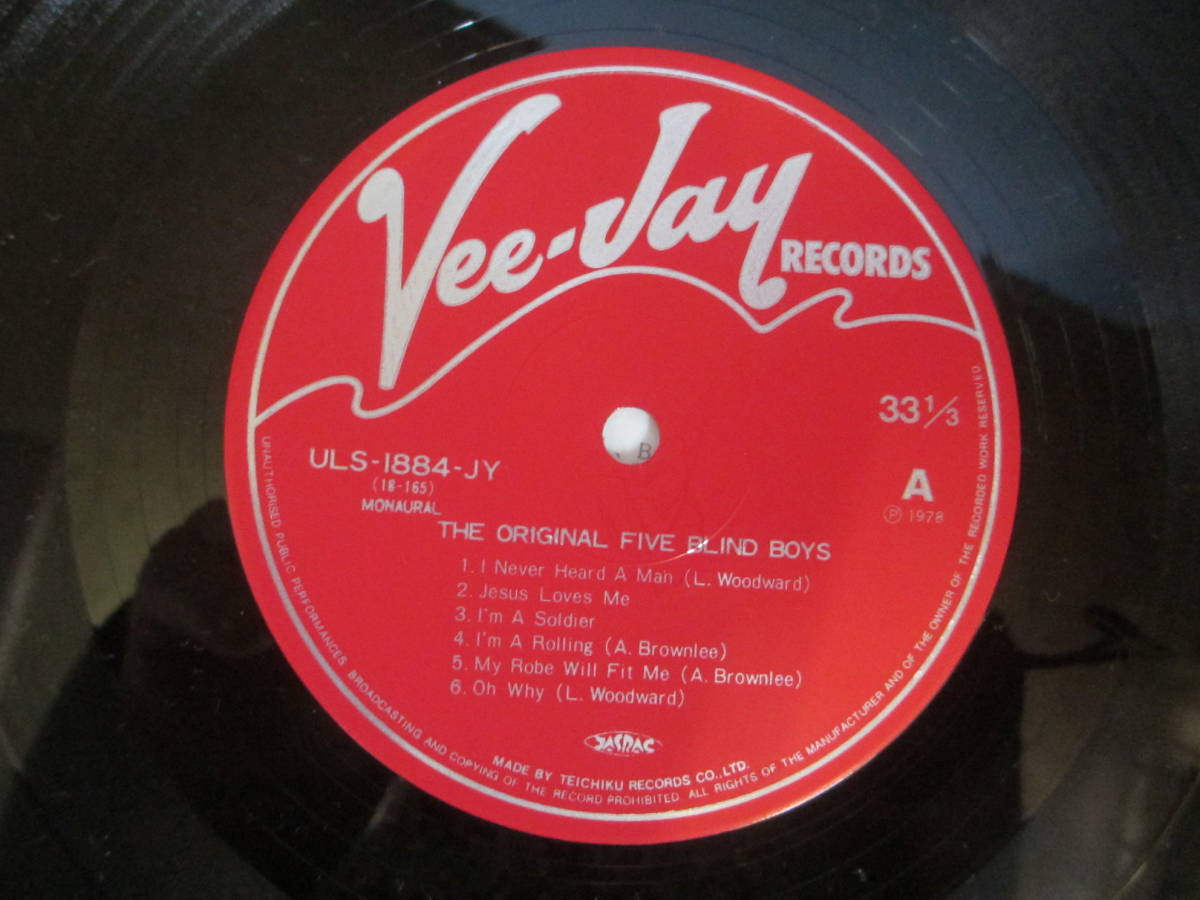 Vee-Jay
RECORDS
33 1/3
ULS-1884-JY
(18-165)
MONAURAL
A
Ⓟ 1978
THE ORIGINAL FIVE BLIND BOYS
1. I Never Heard A Man (L. Woodward)
2. Jesus Loves Me
3. I'm A Soldier
4. I'm A Rolling (A. Brownlee)
5. My Robe Will Fit Me (A. Brownlee)
6. Oh Why (L. Woodward)
JASRAC
MADE BY TEICHIKU RECORDS CO., LTD.
UNAUTHORISED PUBLIC PERFORMANCES BROADCASTING AND COPYING OF THE RECORD PROHIBITED ALL RIGHTS OF THE MANUFACTURER AND OF THE OWNER OF THE RECORDED WORK RESERVED
B